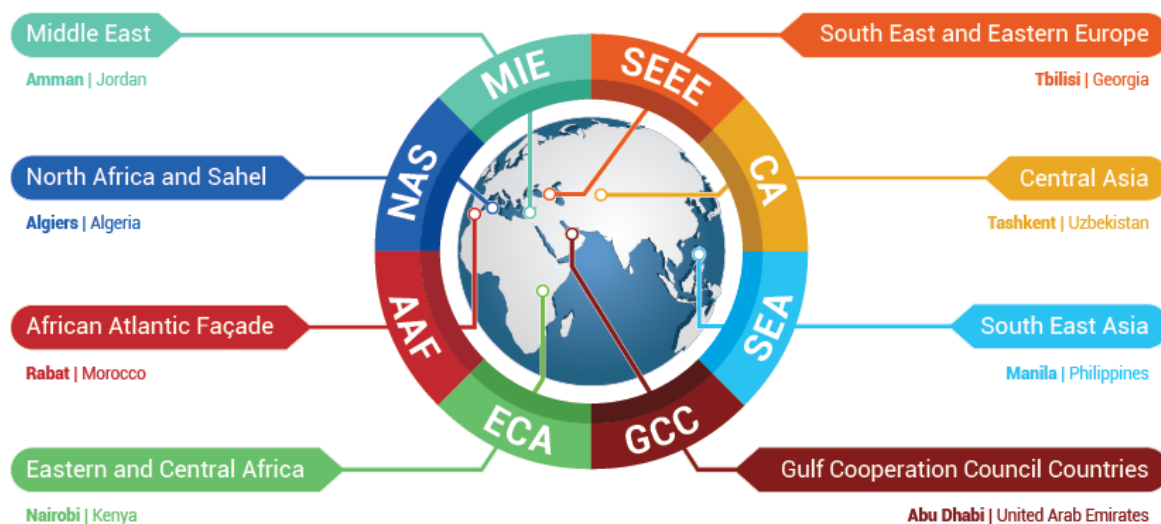 Middle East
Amman | Jordan
South East and Eastern Europe
Tbilisi | Georgia
MIE
SEEE
NAS
CA
North Africa and Sahel
Algiers | Algeria
Central Asia
Tashkent | Uzbekistan
African Atlantic Façade
Rabat | Morocco
South East Asia
Manila | Philippines
AAF
SEA
ECA
GCC
Eastern and Central Africa
Nairobi | Kenya
Gulf Cooperation Council Countries
Abu Dhabi | United Arab Emirates